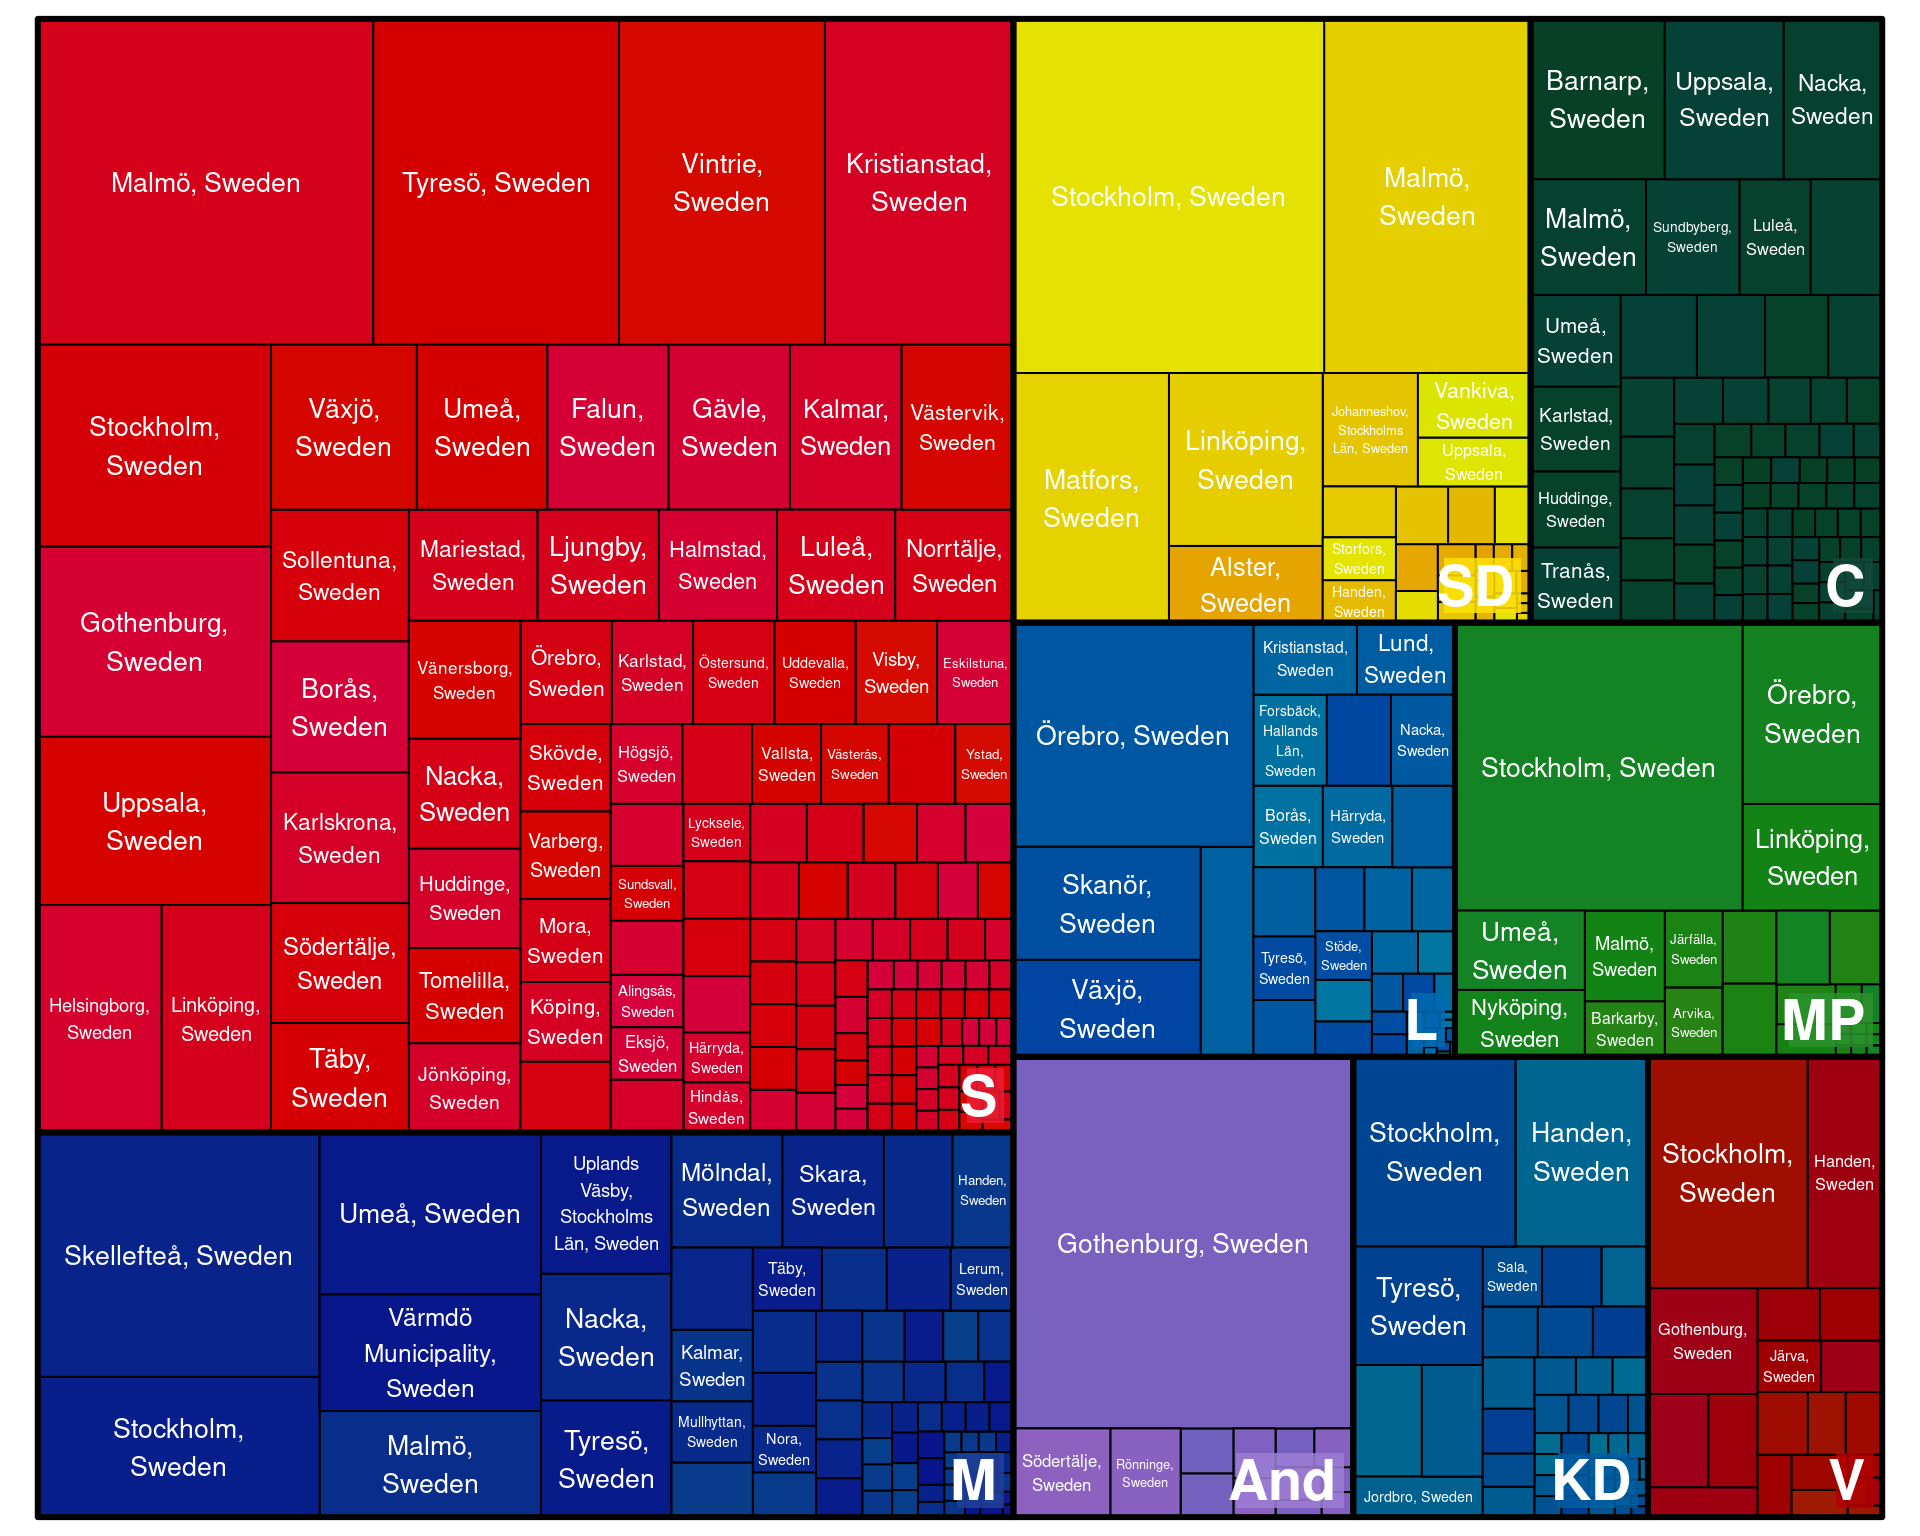 Malmö, Sweden
Tyresö, Sweden
Vintrie,
Sweden
Kristianstad,
Sweden
Stockholm,
Sweden
Växjö,
Sweden
Umeå,
Sweden
Falun,
Sweden
Gävle,
Sweden
Kalmar,
Sweden
Västervik,
Sweden
Gothenburg,
Sweden
Sollentuna,
Sweden
Mariestad,
Sweden
Ljungby,
Sweden
Halmstad,
Sweden
Luleå,
Sweden
Norrtälje,
Sweden
Borås,
Sweden
Vänersborg,
Sweden
Örebro,
Sweden
Karlstad,
Sweden
Östersund,
Sweden
Uddevalla,
Sweden
Visby,
Sweden
Eskilstuna,
Sweden
Uppsala,
Sweden
Karlskrona,
Sweden
Nacka,
Sweden
Skövde,
Sweden
Högsjö,
Sweden
Vallsta,
Sweden
Västerås,
Sweden
Ystad,
Sweden
Varberg,
Sweden
Lycksele,
Sweden
Huddinge,
Sweden
Sundsvall,
Sweden
Helsingborg,
Sweden
Linköping,
Sweden
Södertälje,
Sweden
Mora,
Sweden
Tomelilla,
Sweden
Köping,
Sweden
Alingsås,
Sweden
Täby,
Sweden
Jönköping,
Sweden
Eksjö,
Sweden
Härryda,
Sweden
Hindås,
Sweden
S
Stockholm, Sweden
Malmö,
Sweden
Matfors,
Sweden
Linköping,
Sweden
Johanneshov,
Stockholms
Län, Sweden
Vankiva,
Sweden
Uppsala,
Sweden
Alster,
Sweden
Storfors,
Sweden
Handen,
Sweden
SD
Barnarp,
Sweden
Uppsala,
Sweden
Nacka,
Sweden
Malmö,
Sweden
Sundbyberg,
Sweden
Luleå,
Sweden
Umeå,
Sweden
Karlstad,
Sweden
Huddinge,
Sweden
Tranås,
Sweden
C
Örebro, Sweden
Kristianstad,
Sweden
Lund,
Sweden
Forsbäck,
Hallands
Län,
Sweden
Nacka,
Sweden
Borås,
Sweden
Härryda,
Sweden
Skanör,
Sweden
Växjö,
Sweden
Tyresö,
Sweden
Stöde,
Sweden
L
Stockholm, Sweden
Örebro,
Sweden
Linköping,
Sweden
Umeå,
Sweden
Malmö,
Sweden
Järfälla,
Sweden
Nyköping,
Sweden
Barkarby,
Sweden
Arvika,
Sweden
MP
Skellefteå, Sweden
Umeå, Sweden
Uplands
Väsby,
Stockholms
Län, Sweden
Mölndal,
Sweden
Skara,
Sweden
Handen,
Sweden
Värmdö
Municipality,
Sweden
Nacka,
Sweden
Täby,
Sweden
Lerum,
Sweden
Kalmar,
Sweden
Stockholm,
Sweden
Malmö,
Sweden
Tyresö,
Sweden
Mullhyttan,
Sweden
Nora,
Sweden
M
Gothenburg, Sweden
Södertälje,
Sweden
Rönninge,
Sweden
And
Stockholm,
Sweden
Handen,
Sweden
Tyresö,
Sweden
Sala,
Sweden
Jordbro, Sweden
KD
Stockholm,
Sweden
Handen,
Sweden
Gothenburg,
Sweden
Järva,
Sweden
V